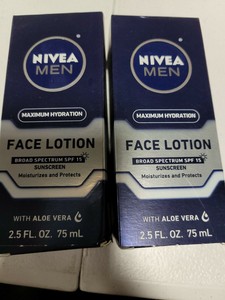 NIVEA
MEN
MAXIMUM HYDRATION
FACE LOTION
BROAD SPECTRUM SPF 15
SUNSCREEN
Moisturizes and Protects
WITH ALOE VERA
2.5 FL. OZ. 75 mL
NIVEA
MEN
MAXIMUM HYDRATION
FACE LOTION
BROAD SPECTRUM SPF 15
SUNSCREEN
Moisturizes and Protects
WITH ALOE VERA
2.5 FL. OZ. 75 mL